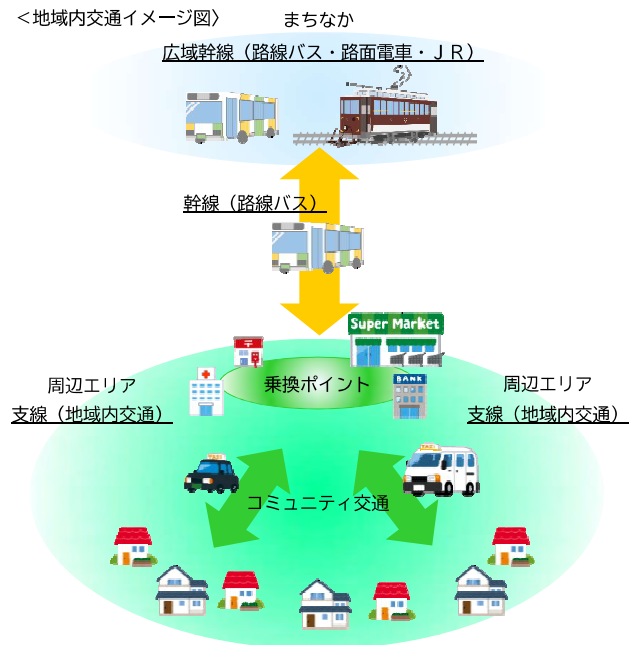 ＜地域内交通イメージ図＞
まちなか
広域幹線（路線バス・路面電車・ＪＲ）
幹線（路線バス）
Super Market
〒
乗換ポイント
BANK
周辺エリア
支線（地域内交通）
周辺エリア
支線（地域内交通）
TAXI
TAXI
コミュニティ交通